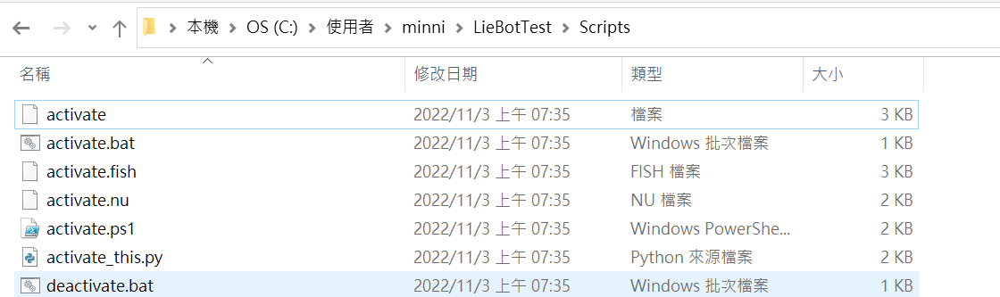 本機 > OS (C:) > 使用者 > minni > LieBotTest > Scripts
名稱 修改日期 類型 大小
activate 2022/11/3 上午 07:35 檔案 3 KB
activate.bat 2022/11/3 上午 07:35 Windows 批次檔案 1 KB
activate.fish 2022/11/3 上午 07:35 FISH 檔案 3 KB
activate.nu 2022/11/3 上午 07:35 NU 檔案 2 KB
activate.ps1 2022/11/3 上午 07:35 Windows PowerShe... 2 KB
activate_this.py 2022/11/3 上午 07:35 Python 來源檔案 2 KB
deactivate.bat 2022/11/3 上午 07:35 Windows 批次檔案 1 KB